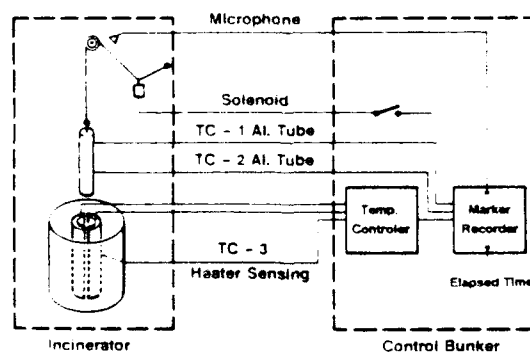 Microphone
Solenoid
TC - 1 Al. Tube
TC - 2 Al. Tube
Temp.
Controler
Marker
Recorder
TC - 3
Heater Sensing
Elapsed Time
Incinerator
Control Bunker